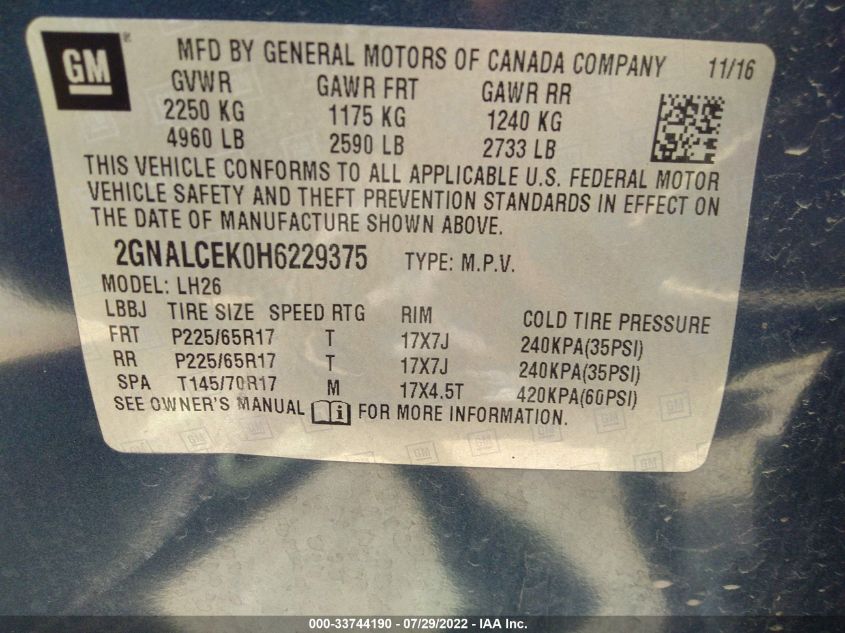 GM
MFD BY GENERAL MOTORS OF CANADA COMPANY 11/16
GVWR GAWR FRT GAWR RR
2250 KG 1175 KG 1240 KG
4960 LB 2590 LB 2733 LB
THIS VEHICLE CONFORMS TO ALL APPLICABLE U.S. FEDERAL MOTOR
VEHICLE SAFETY AND THEFT PREVENTION STANDARDS IN EFFECT ON
THE DATE OF MANUFACTURE SHOWN ABOVE.
2GNALCEK0H6229375 TYPE: M.P.V.
MODEL: LH26
LBBJ TIRE SIZE SPEED RTG RIM COLD TIRE PRESSURE
FRT P225/65R17 T 17X7J 240KPA(35PSI)
RR P225/65R17 T 17X7J 240KPA(35PSI)
SPA T145/70R17 M 17X4.5T 420KPA(60PSI)
SEE OWNER'S MANUAL FOR MORE INFORMATION.
000-33744190 - 07/29/2022 - IAA Inc.